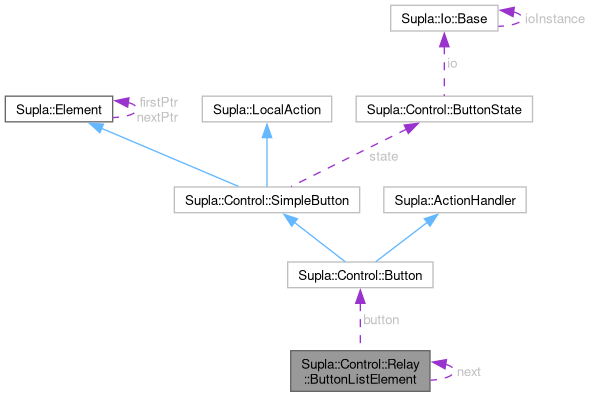 Supla::Io::Base
ioInstance
io
Supla::Element
firstPtr
nextPtr
Supla::LocalAction
Supla::Control::ButtonState
state
Supla::Control::SimpleButton
Supla::ActionHandler
Supla::Control::Button
button
Supla::Control::Relay
::ButtonListElement
next